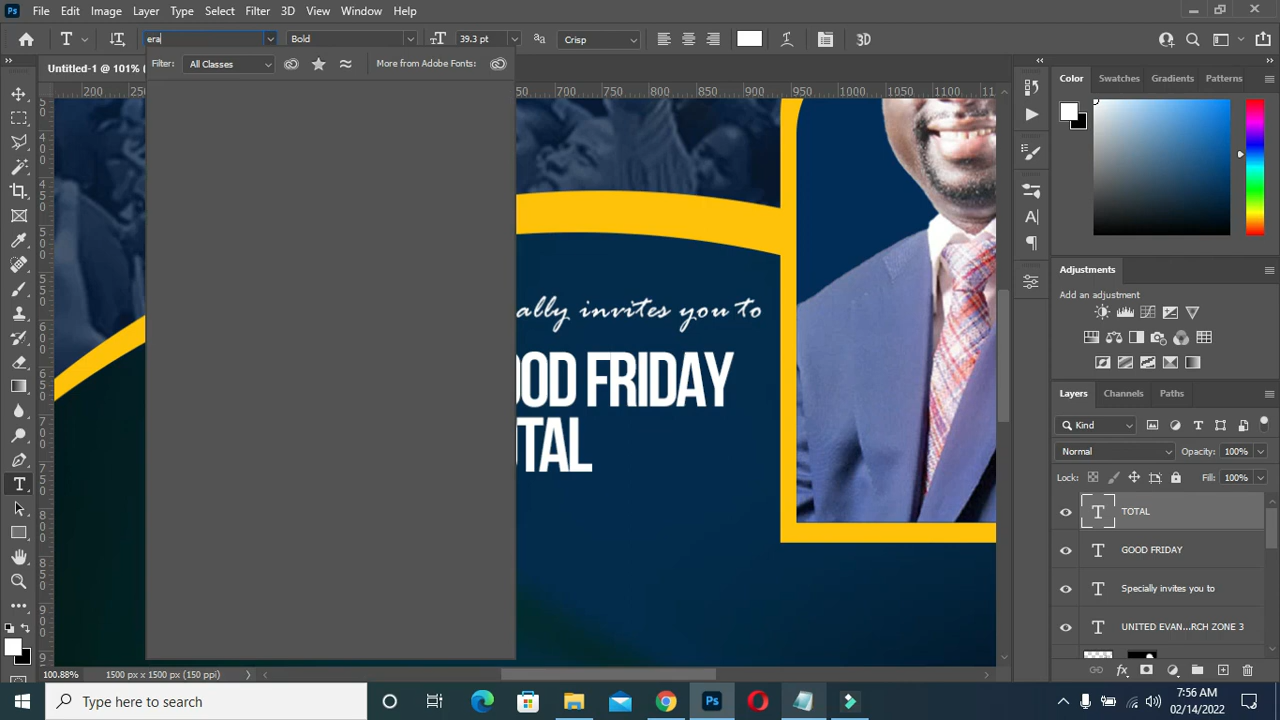 Ps File Edit Image Layer Type Select Filter 3D View Window Help
T era Bold 39.3 pt Crisp 3D
Filter: All Classes More from Adobe Fonts:
Untitled-1 @ 101% (
200 250 650 700 750 800 850 900 950 1000 1050 1100
Color Swatches Gradients Patterns
Adjustments
Add an adjustment
ally invites you to
OOD FRIDAY
OTAL
Layers Channels Paths
Kind
Normal Opacity: 100%
Lock: Fill: 100%
TOTAL
GOOD FRIDAY
Specially invites you to
UNITED EVAN...RCH ZONE 3
100.88% 1500 px x 1500 px (150 ppi)
Type here to search
7:56 AM
02/14/2022